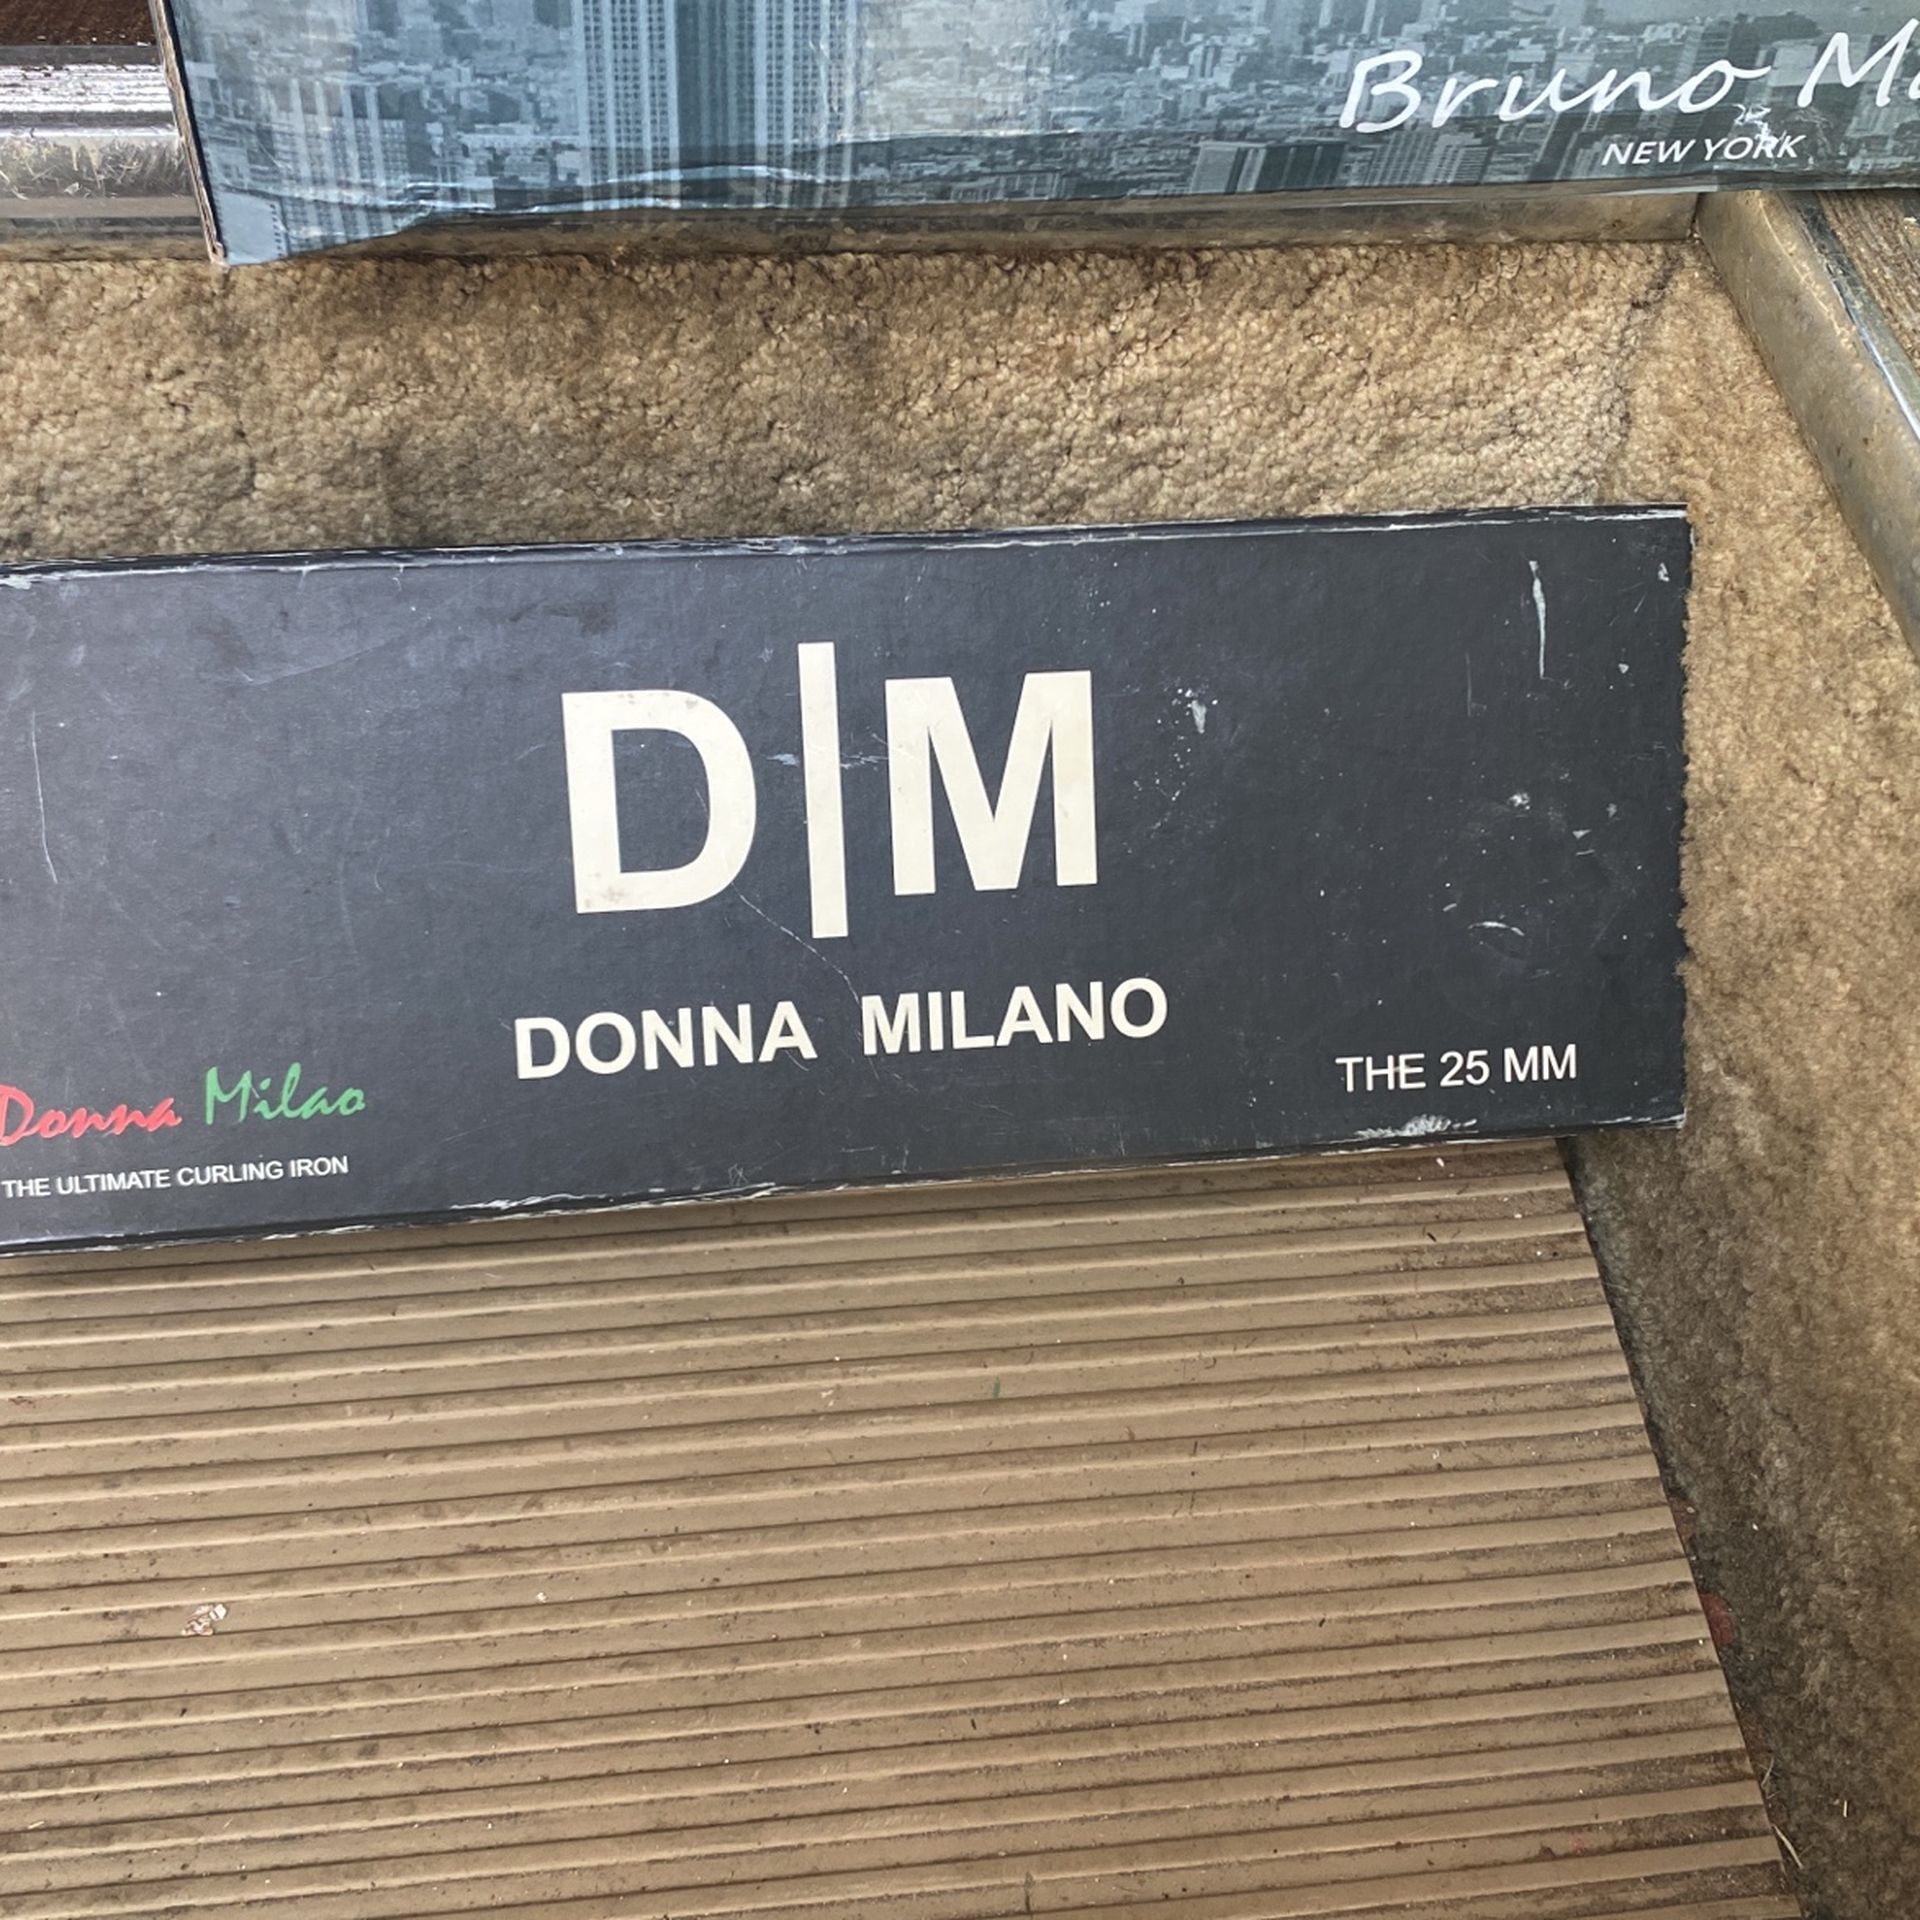 Bruno
NEW YORK
D|M
DONNA MILANO
THE 25 MM
Donna Milao
THE ULTIMATE CURLING IRON